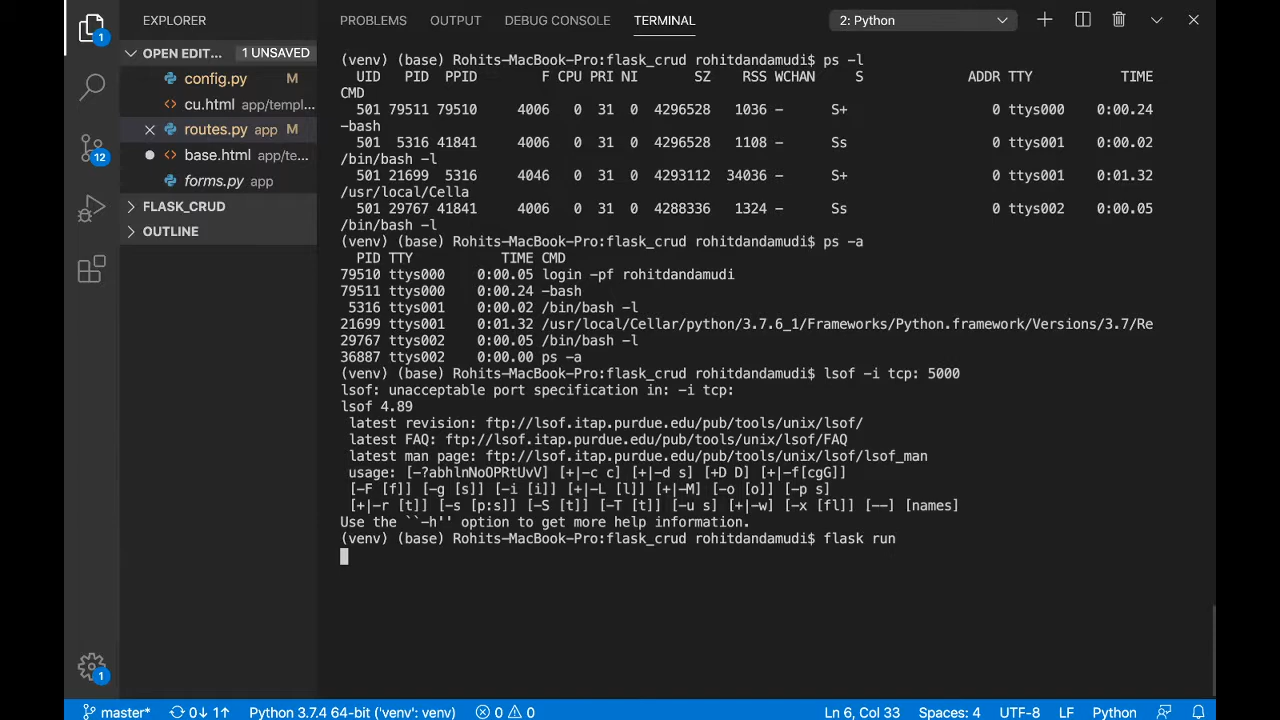 EXPLORER
PROBLEMS OUTPUT DEBUG CONSOLE TERMINAL 2: Python
1
OPEN EDIT... 1 UNSAVED
config.py M
cu.html app/templ...
routes.py app M
base.html app/te...
forms.py app
FLASK_CRUD
OUTLINE
12
1
(venv) (base) Rohits-MacBook-Pro:flask_crud rohitdandamudi$ ps -l
UID PID PPID F CPU PRI NI SZ RSS WCHAN S ADDR TTY TIME
CMD
501 79511 79510 4006 0 31 0 4296528 1036 - S+ 0 ttys000 0:00.24
-bash
501 5316 41841 4006 0 31 0 4296528 1108 - Ss 0 ttys001 0:00.02
/bin/bash -l
501 21699 5316 4046 0 31 0 4293112 34036 - S+ 0 ttys001 0:01.32
/usr/local/Cella
501 29767 41841 4006 0 31 0 4288336 1324 - Ss 0 ttys002 0:00.05
/bin/bash -l
(venv) (base) Rohits-MacBook-Pro:flask_crud rohitdandamudi$ ps -a
PID TTY TIME CMD
79510 ttys000 0:00.05 login -pf rohitdandamudi
79511 ttys000 0:00.24 -bash
5316 ttys001 0:00.02 /bin/bash -l
21699 ttys001 0:01.32 /usr/local/Cellar/python/3.7.6_1/Frameworks/Python.framework/Versions/3.7/Re
29767 ttys002 0:00.05 /bin/bash -l
36887 ttys002 0:00.00 ps -a
(venv) (base) Rohits-MacBook-Pro:flask_crud rohitdandamudi$ lsof -i tcp: 5000
lsof: unacceptable port specification in: -i tcp:
lsof 4.89
latest revision: ftp://lsof.itap.purdue.edu/pub/tools/unix/lsof/
latest FAQ: ftp://lsof.itap.purdue.edu/pub/tools/unix/lsof/FAQ
latest man page: ftp://lsof.itap.purdue.edu/pub/tools/unix/lsof/lsof_man
usage: [-?abhlnNoOPRtUvV] [+|-c c] [+|-d s] [+D D] [+|-f[cgG]]
[-F [f]] [-g [s]] [-i [i]] [+|-L [l]] [+|-M] [-o [o]] [-p s]
[+|-r [t]] [-s [p:s]] [-S [t]] [-T [t]] [-u s] [+|-w] [-x [fl]] [--] [names]
Use the ``-h'' option to get more help information.
(venv) (base) Rohits-MacBook-Pro:flask_crud rohitdandamudi$ flask run
master* 0↓ 1↑ Python 3.7.4 64-bit ('venv': venv) 0 0 Ln 6, Col 33 Spaces: 4 UTF-8 LF Python